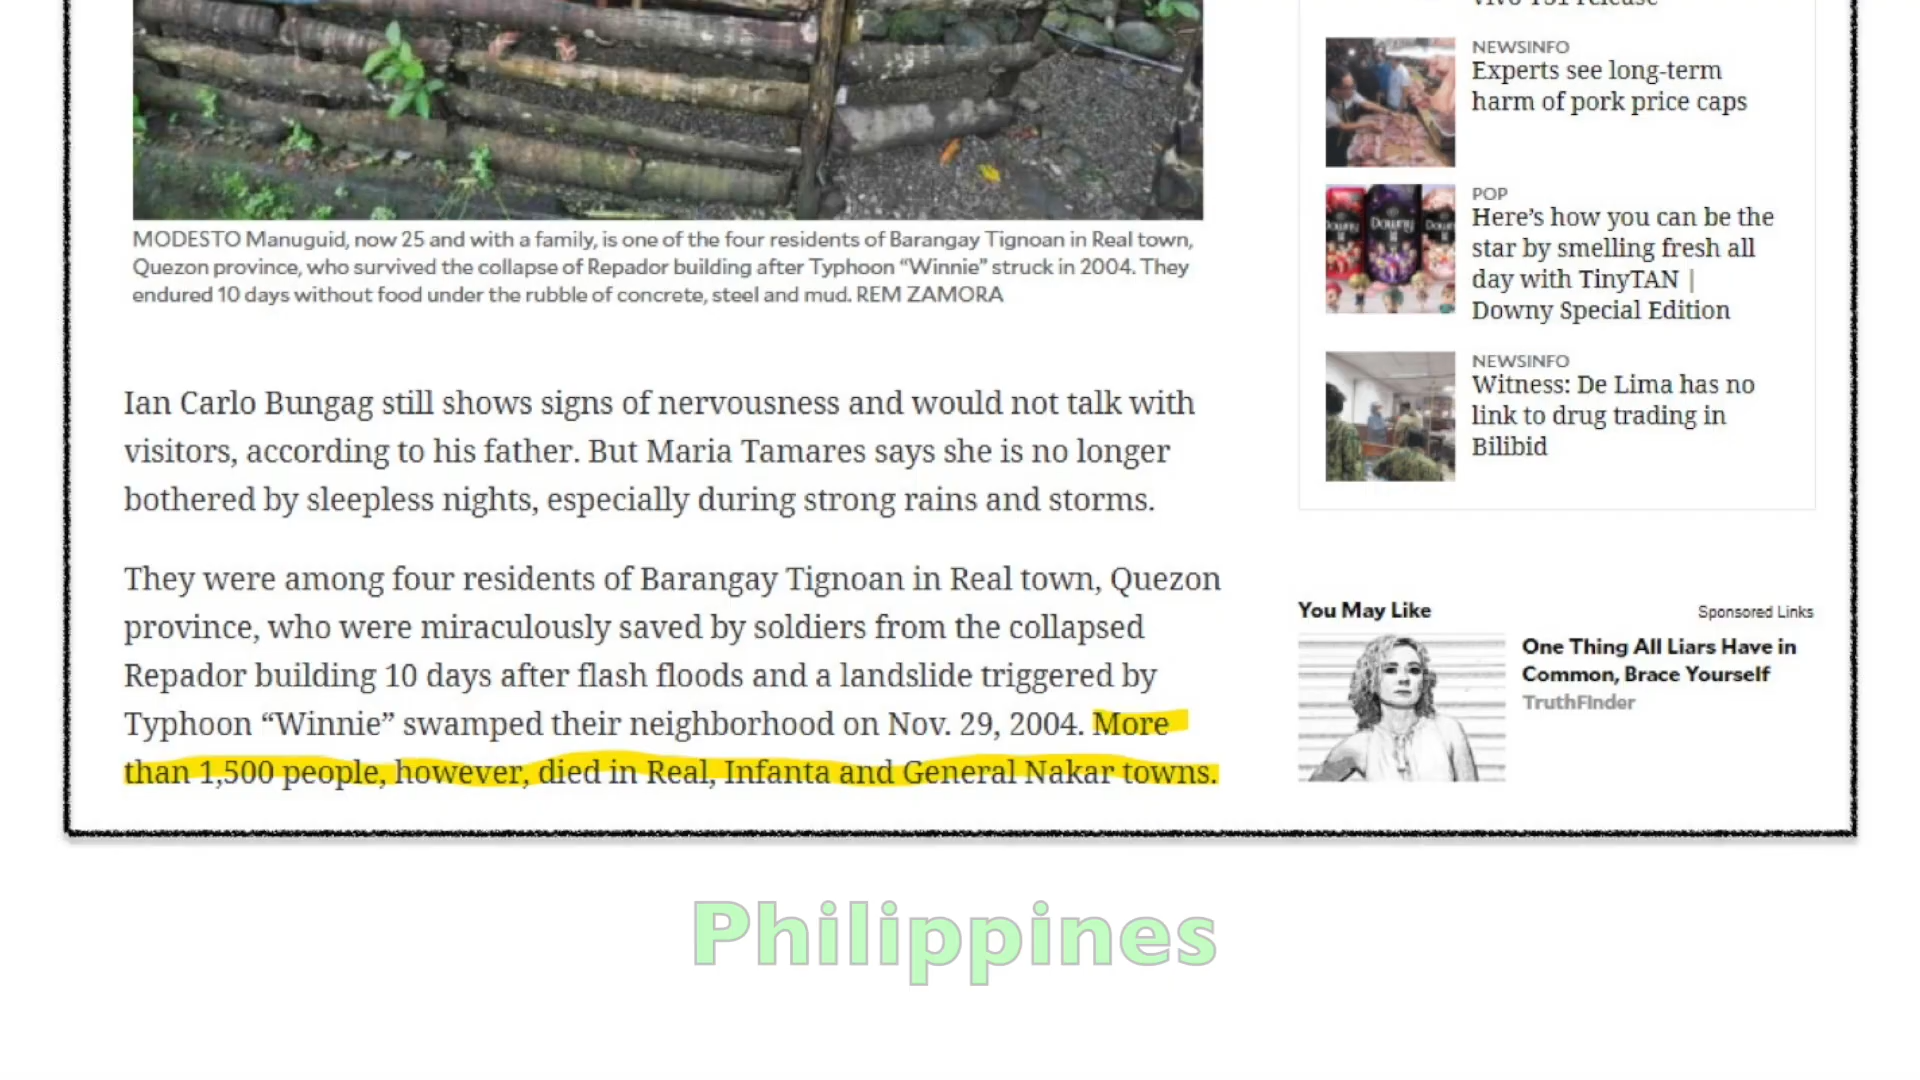 MODESTO Manuguid, now 25 and with a family, is one of the four residents of Barangay Tignoan in Real town,
Quezon province, who survived the collapse of Repador building after Typhoon “Winnie” struck in 2004. They
endured 10 days without food under the rubble of concrete, steel and mud. REM ZAMORA
Ian Carlo Bungag still shows signs of nervousness and would not talk with
visitors, according to his father. But Maria Tamares says she is no longer
bothered by sleepless nights, especially during strong rains and storms.
They were among four residents of Barangay Tignoan in Real town, Quezon
province, who were miraculously saved by soldiers from the collapsed
Repador building 10 days after flash floods and a landslide triggered by
Typhoon “Winnie” swamped their neighborhood on Nov. 29, 2004. More
than 1,500 people, however, died in Real, Infanta and General Nakar towns.
NEWSINFO
Experts see long-term
harm of pork price caps
POP
Here’s how you can be the
star by smelling fresh all
day with TinyTAN |
Downy Special Edition
NEWSINFO
Witness: De Lima has no
link to drug trading in
Bilibid
You May Like
Sponsored Links
One Thing All Liars Have in
Common, Brace Yourself
TruthFinder
Philippines